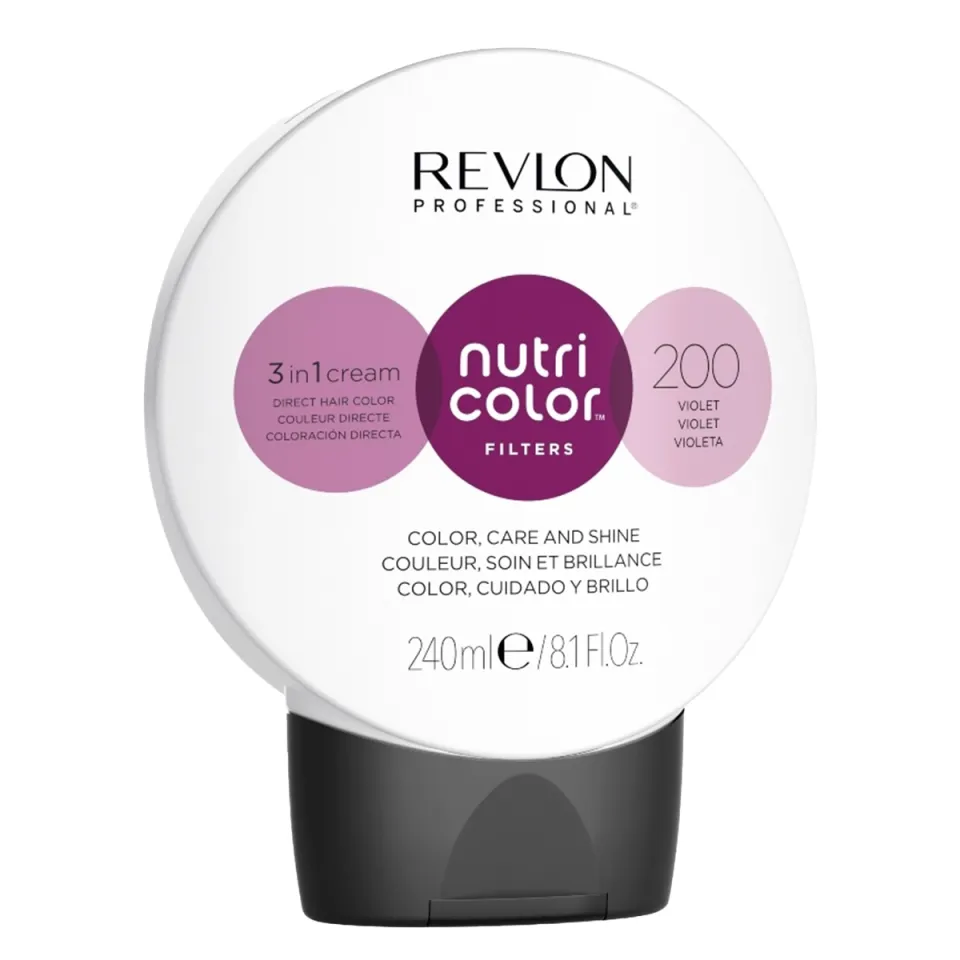 REVLON
PROFESSIONAL®
3 in 1 cream
DIRECT HAIR COLOR
COULEUR DIRECTE
COLORACIÓN DIRECTA
nutri
color™
FILTERS
200
VIOLET
VIOLET
VIOLETA
COLOR, CARE AND SHINE
COULEUR, SOIN ET BRILLANCE
COLOR, CUIDADO Y BRILLO
240ml℮/8.1 Fl.Oz.